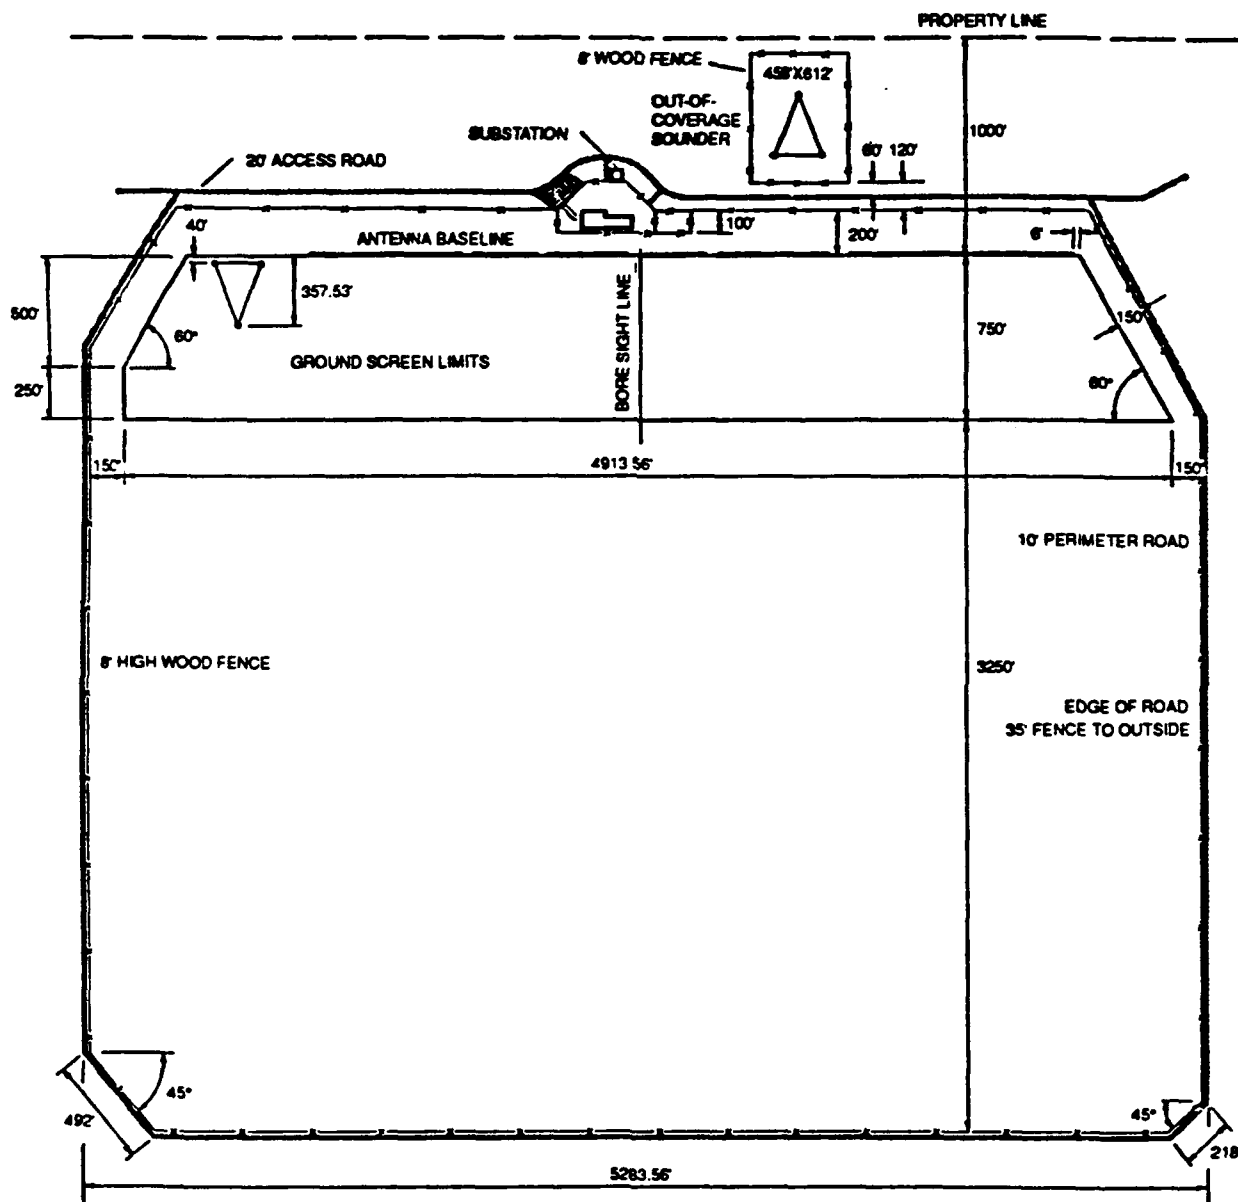 PROPERTY LINE
8' WOOD FENCE
458'X612'
OUT-OF-
COVERAGE
SOUNDER
1000'
SUBSTATION
60' 120'
20' ACCESS ROAD
40'
ANTENNA BASELINE
100'
200'
6'
357.53'
500'
BORE SIGHT LINE
750'
150'
60°
GROUND SCREEN LIMITS
60°
250'
150'
4913.56'
150'
10' PERIMETER ROAD
8' HIGH WOOD FENCE
3250'
EDGE OF ROAD
35' FENCE TO OUTSIDE
45°
492'
45°
218
5283.56'